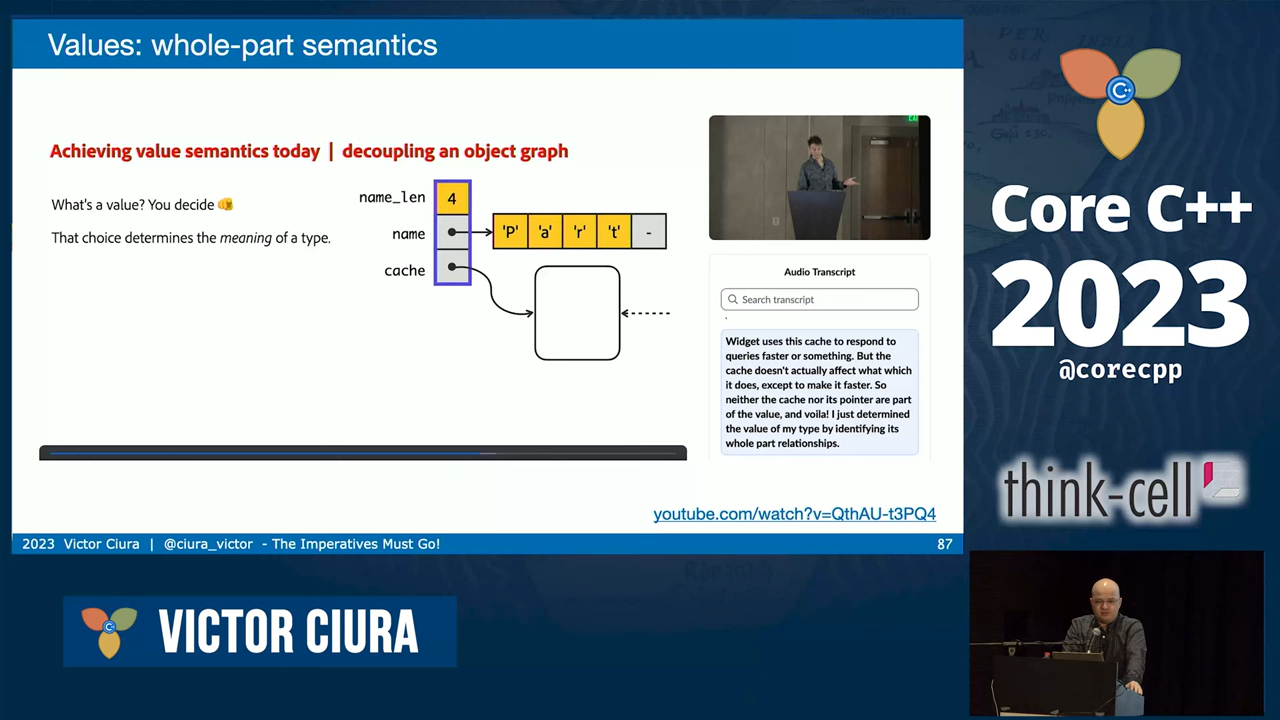 Values: whole-part semantics
Achieving value semantics today | decoupling an object graph
What's a value? You decide
That choice determines the meaning of a type.
name_len
4
name
'P' 'a' 'r' 't' -
cache
Audio Transcript
Search transcript
Widget uses this cache to respond to
queries faster or something. But the
cache doesn't actually affect what which
it does, except to make it faster. So
neither the cache nor its pointer are part
of the value, and voila! I just determined
the value of my type by identifying its
whole part relationships.
youtube.com/watch?v=QthAU-t3PQ4
2023 Victor Ciura | @ciura_victor - The Imperatives Must Go!
87
C++
Core C++
2023
@corecpp
think-cell
C++
VICTOR CIURA